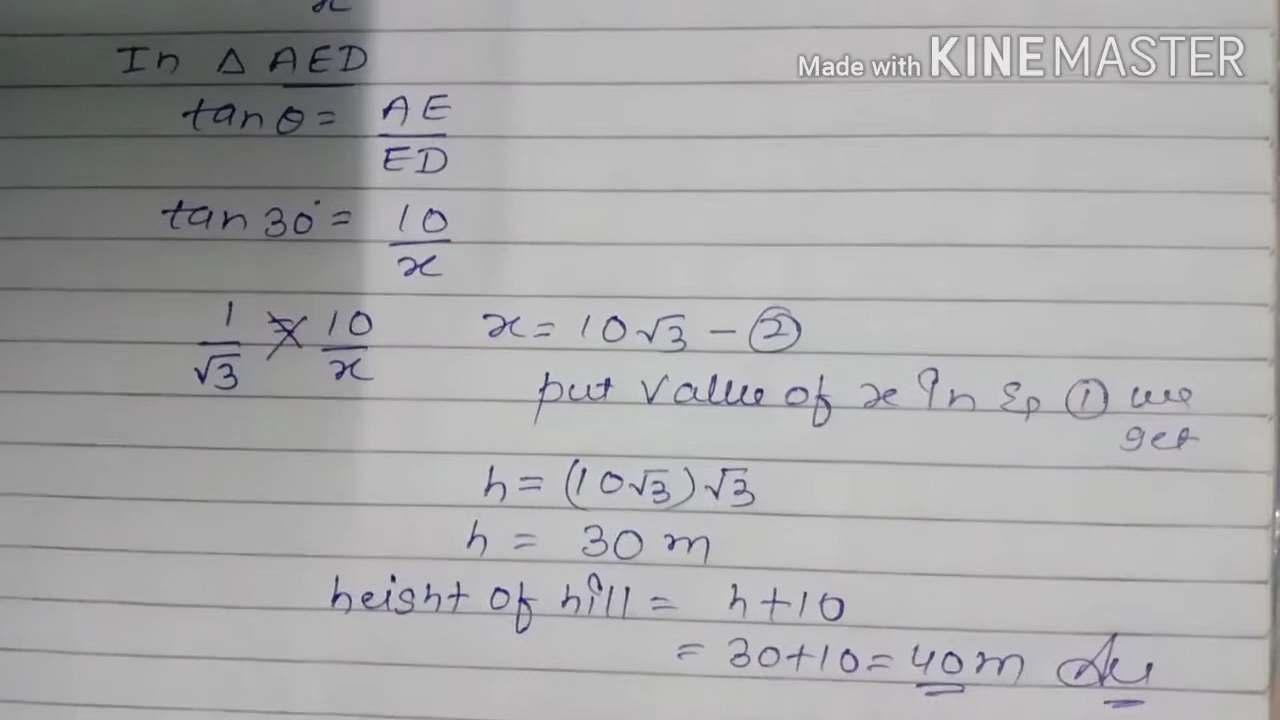 x
In △ AED
Made with KINEMASTER
tan θ = AE/ED
tan 30° = 10/x
1/√3 = 10/x x = 10√3 - ②
put value of x in Eq ① we
get
h = (10√3)√3
h = 30 m
height of hill = h+10
= 30+10 = 40m